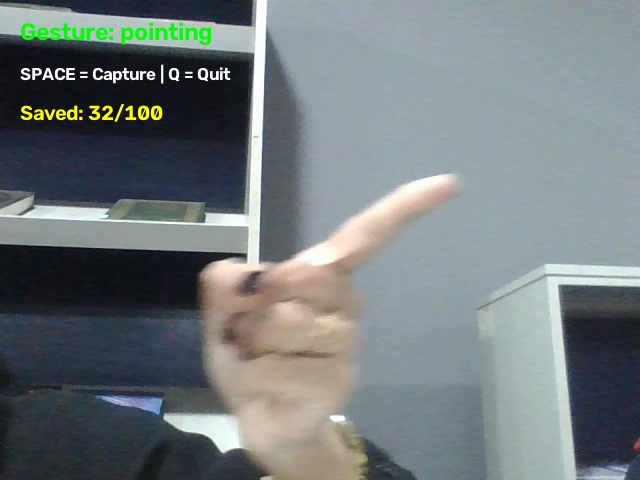 Gesture: pointing
SPACE = Capture | Q = Quit
Saved: 32/100